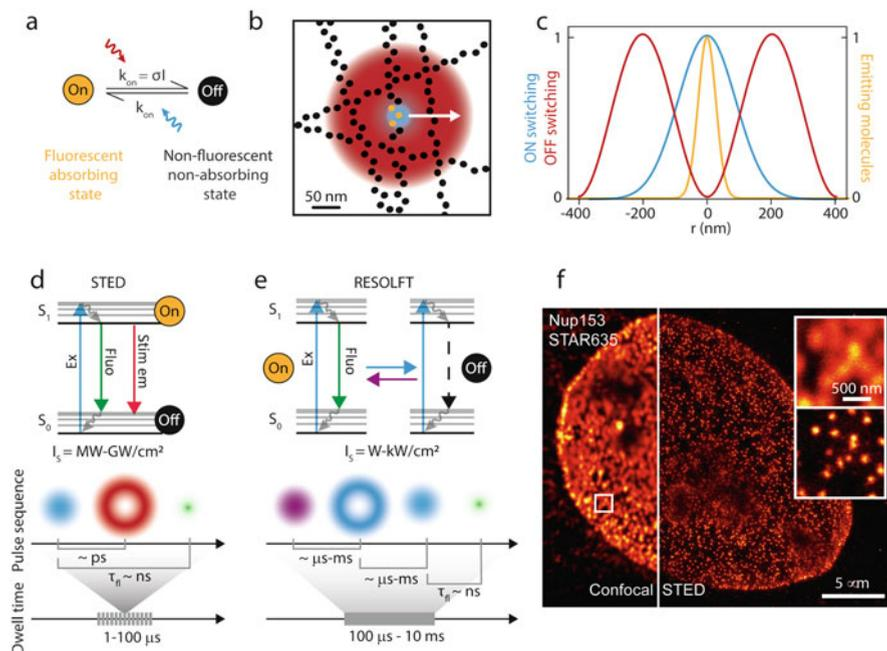 a
k_on = σI
On
Off
k_on
Fluorescent
absorbing
state
Non-fluorescent
non-absorbing
state
b
50 nm
c
ON switching
OFF switching
1
0
1
0
Emitting molecules
-400
-200
0
200
400
r (nm)
d
STED
S₁
On
Ex
Fluo
Stim em
S₀
Off
Iₛ = MW-GW/cm²
Pulse sequence
~ ps
τ_fl ~ ns
Dwell time
1-100 µs
e
RESOLFT
S₁
Ex
Fluo
On
Off
S₀
Iₛ = W-kW/cm²
~ µs-ms
~ µs-ms
τ_fl ~ ns
100 µs - 10 ms
f
Nup153
STAR635
500 nm
Confocal
STED
5 ∝m